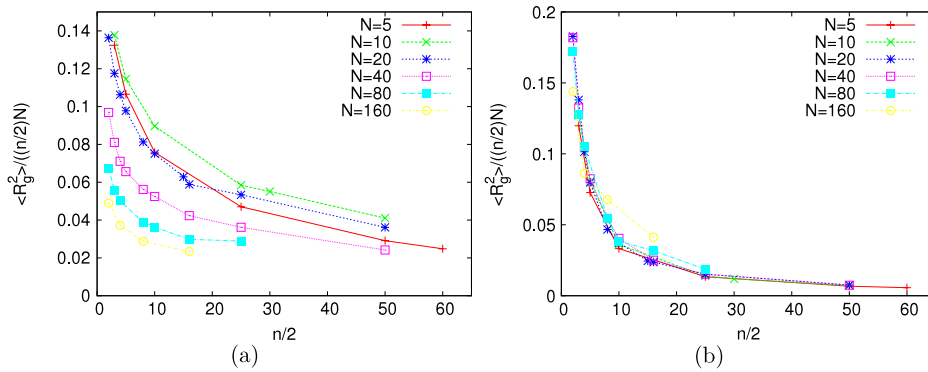 <R_g^2>/((n/2)N)
0.14
0.12
0.1
0.08
0.06
0.04
0.02
0
0 10 20 30 40 50 60
n/2
N=5
N=10
N=20
N=40
N=80
N=160
(a)
<R_g^2>/((n/2)N)
0.2
0.15
0.1
0.05
0
0 10 20 30 40 50 60
n/2
N=5
N=10
N=20
N=40
N=80
N=160
(b)